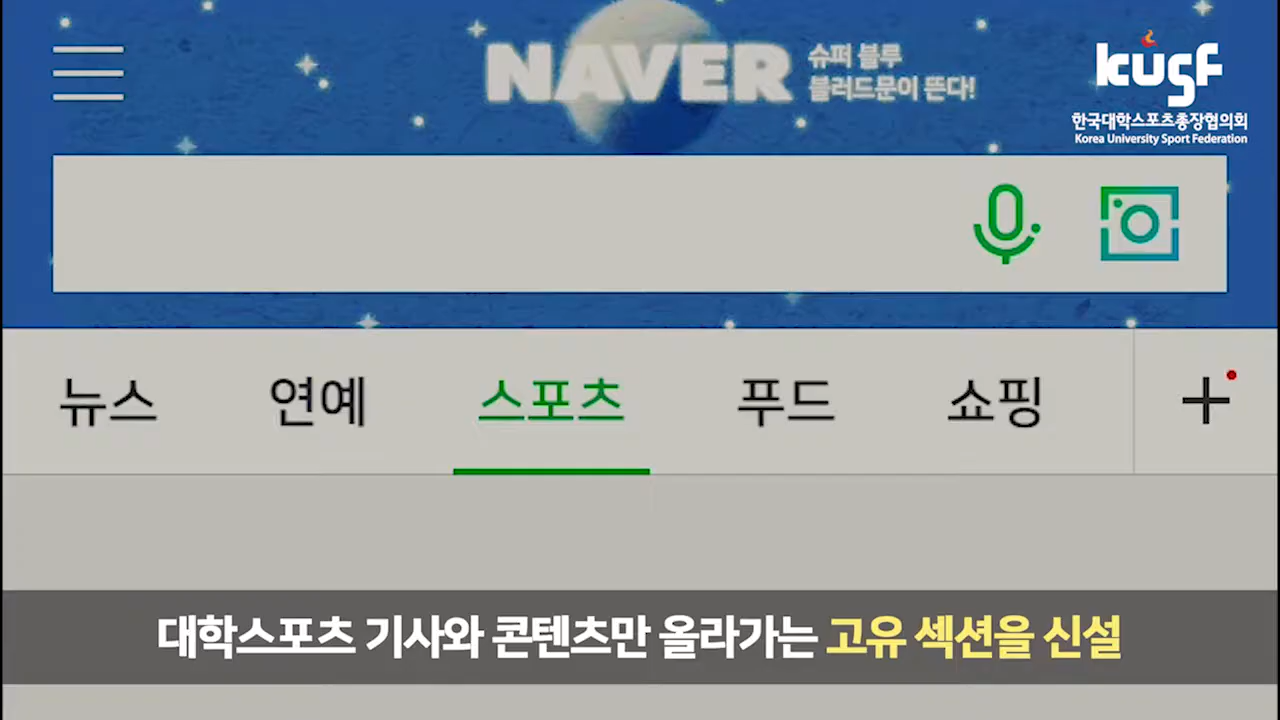 NAVER
슈퍼 블루
블러드문이 뜬다!
kusf
한국대학스포츠총장협의회
Korea University Sport Federation
뉴스 연예 스포츠 푸드 쇼핑
대학스포츠 기사와 콘텐츠만 올라가는 고유 섹션을 신설